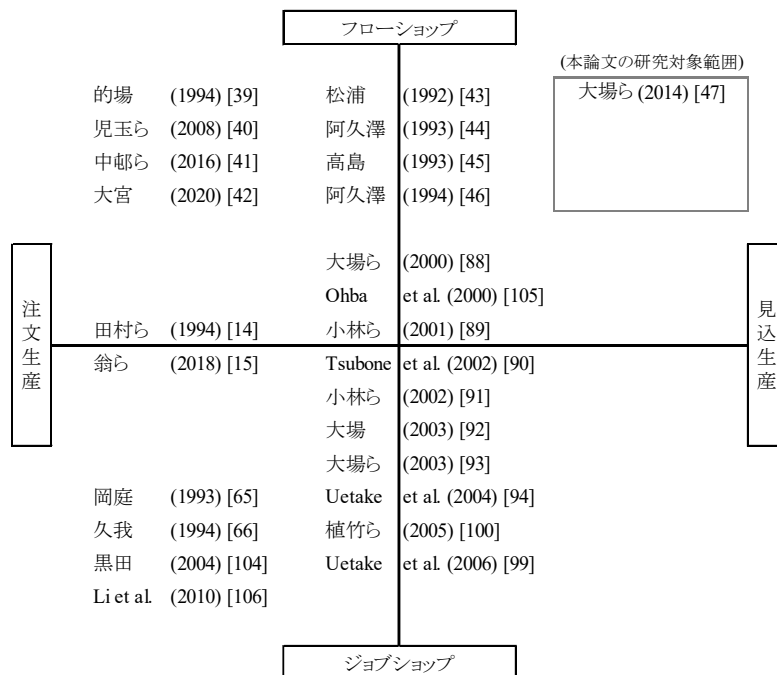 フローショップ
(本論文の研究対象範囲)
的場 (1994) [39] 松浦 (1992) [43] 大場ら (2014) [47]
児玉ら (2008) [40] 阿久澤 (1993) [44]
中邨ら (2016) [41] 高島 (1993) [45]
大宮 (2020) [42] 阿久澤 (1994) [46]
大場ら (2000) [88]
Ohba et al. (2000) [105]
田村ら (1994) [14] 小林ら (2001) [89]
注文生産
見込生産
翁ら (2018) [15] Tsubone et al. (2002) [90]
小林ら (2002) [91]
大場 (2003) [92]
大場ら (2003) [93]
岡庭 (1993) [65] Uetake et al. (2004) [94]
久我 (1994) [66] 植竹ら (2005) [100]
黒田 (2004) [104] Uetake et al. (2006) [99]
Li et al. (2010) [106]
ジョブショップ